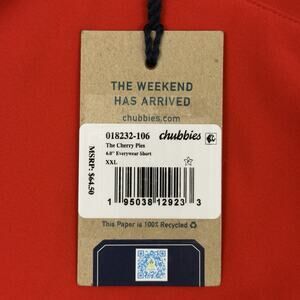 THE WEEKEND
HAS ARRIVED
chubbies.com
018232-106
chubbies
The Cherry Pies
6.0" Everywear Short
XXL
MSRP: $64.50
1 95038 12923 3
This Paper is 100% Recycled